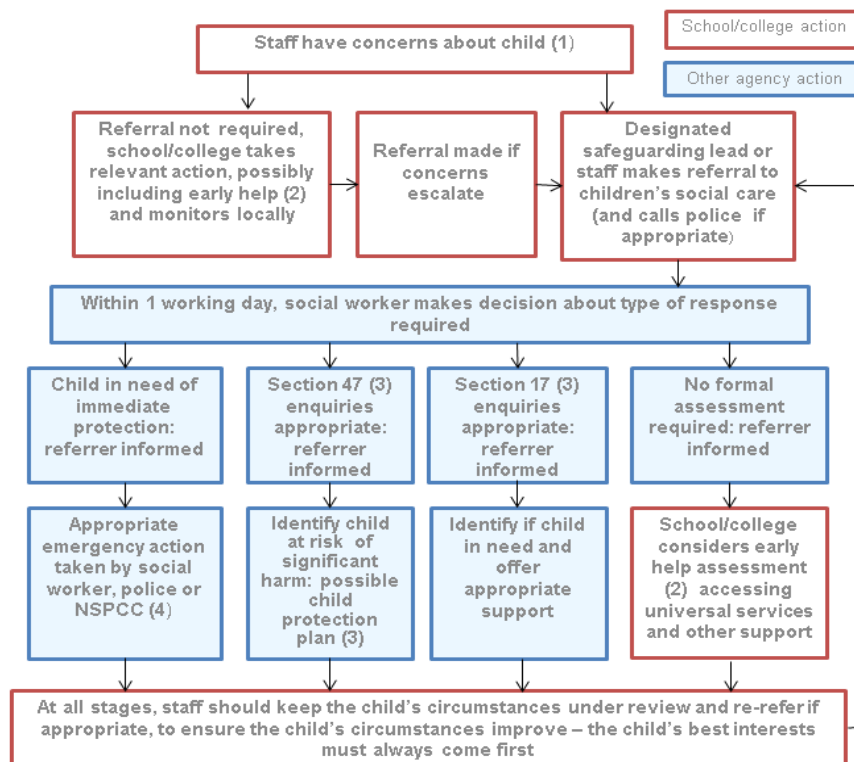 Staff have concerns about child (1)
School/college action
Other agency action
Referral not required,
school/college takes
relevant action, possibly
including early help (2)
and monitors locally
Referral made if
concerns
escalate
Designated
safeguarding lead or
staff makes referral to
children’s social care
(and calls police if
appropriate)
Within 1 working day, social worker makes decision about type of response
required
Child in need of
immediate
protection:
referrer informed
Section 47 (3)
enquiries
appropriate:
referrer
informed
Section 17 (3)
enquiries
appropriate:
referrer
informed
No formal
assessment
required: referrer
informed
Appropriate
emergency action
taken by social
worker, police or
NSPCC (4)
Identify child
at risk of
significant
harm: possible
child
protection
plan (3)
Identify if child
in need and
offer
appropriate
support
School/college
considers early
help assessment
(2) accessing
universal services
and other support
At all stages, staff should keep the child’s circumstances under review and re-refer if
appropriate, to ensure the child’s circumstances improve – the child’s best interests
must always come first